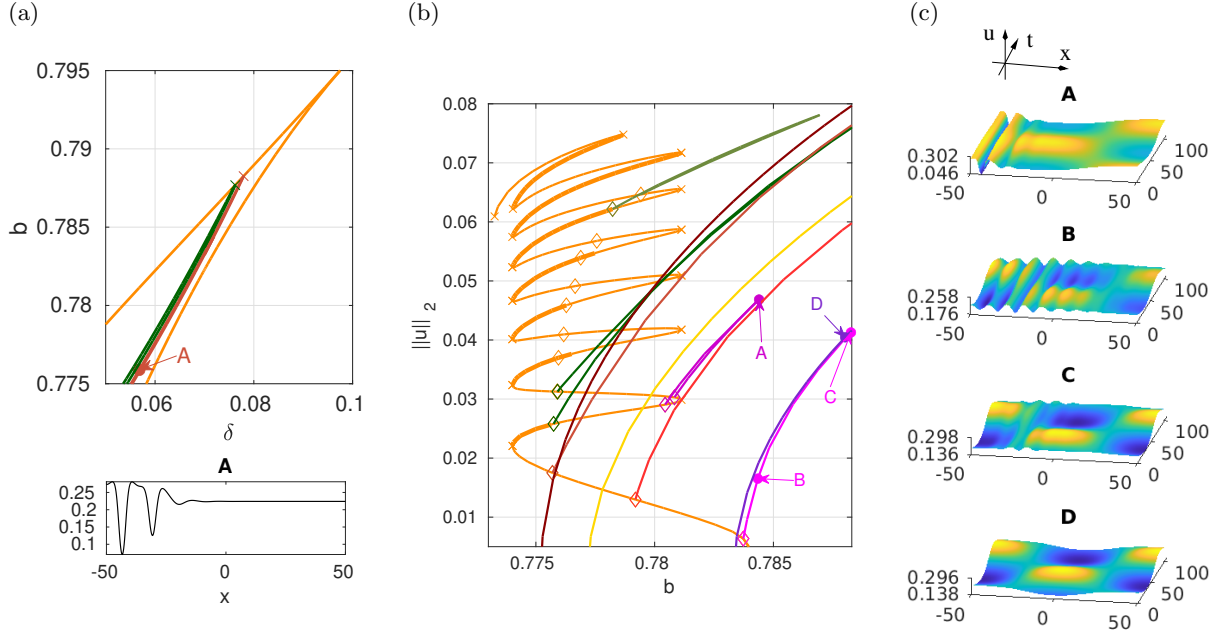 (a)
0.795
0.79
0.785
0.78
0.775
b
A
0.06
0.08
0.1
δ
A
0.25
0.2
0.15
0.1
-50
0
50
x
(b)
0.08
0.07
0.06
0.05
0.04
0.03
0.02
0.01
||u||_2
D
A
C
B
0.775
0.78
0.785
b
(c)
u
t
x
A
0.302
0.046
-50
0
50
0
50
100
B
0.258
0.176
-50
0
50
0
50
100
C
0.298
0.136
-50
0
50
0
50
100
D
0.296
0.138
-50
0
50
0
50
100